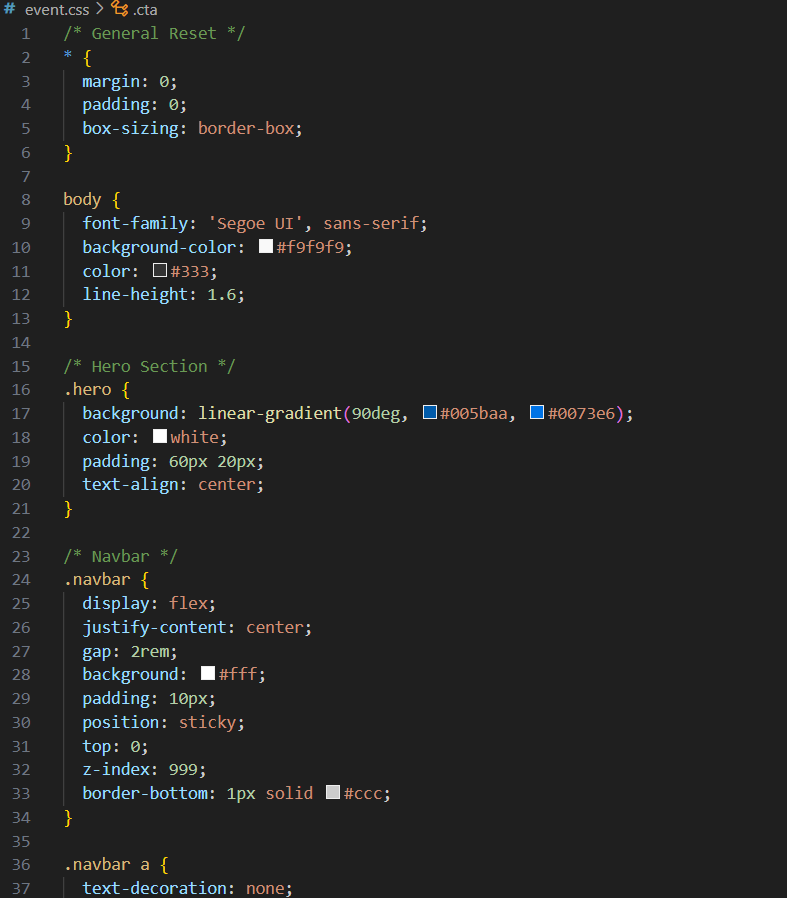 # event.css > .cta
1 /* General Reset */
2 * {
3 margin: 0;
4 padding: 0;
5 box-sizing: border-box;
6 }
7
8 body {
9 font-family: 'Segoe UI', sans-serif;
10 background-color: #f9f9f9;
11 color: #333;
12 line-height: 1.6;
13 }
14
15 /* Hero Section */
16 .hero {
17 background: linear-gradient(90deg, #005baa, #0073e6);
18 color: white;
19 padding: 60px 20px;
20 text-align: center;
21 }
22
23 /* Navbar */
24 .navbar {
25 display: flex;
26 justify-content: center;
27 gap: 2rem;
28 background: #fff;
29 padding: 10px;
30 position: sticky;
31 top: 0;
32 z-index: 999;
33 border-bottom: 1px solid #ccc;
34 }
35
36 .navbar a {
37 text-decoration: none;